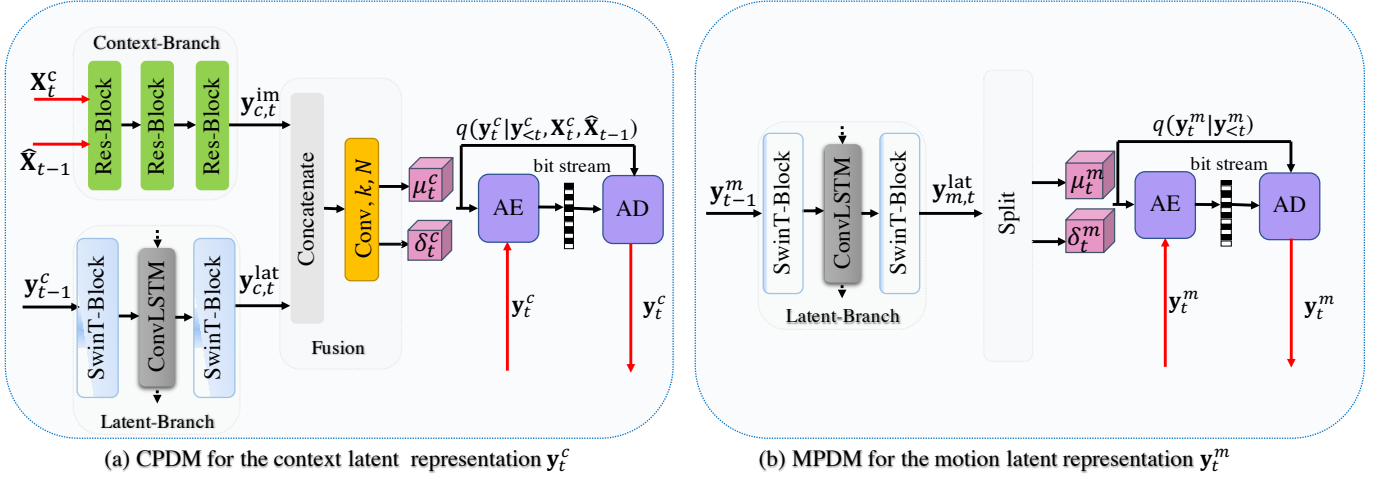 Context-Branch
X_t^c
X̂_{t−1}
Res-Block
Res-Block
Res-Block
y_{c,t}^{im}
y_{t−1}^c
SwinT-Block
ConvLSTM
SwinT-Block
y_{c,t}^{lat}
Latent-Branch
Concatenate
Conv, k, N
Fusion
μ_t^c
δ_t^c
q(y_t^c|y_{<t}^c, X_t^c, X̂_{t−1})
bit stream
AE
AD
y_t^c
y_t^c
(a) CPDM for the context latent representation y_t^c
y_{t−1}^m
SwinT-Block
ConvLSTM
SwinT-Block
Latent-Branch
y_{m,t}^{lat}
Split
μ_t^m
δ_t^m
q(y_t^m|y_{<t}^m)
bit stream
AE
AD
y_t^m
y_t^m
(b) MPDM for the motion latent representation y_t^m